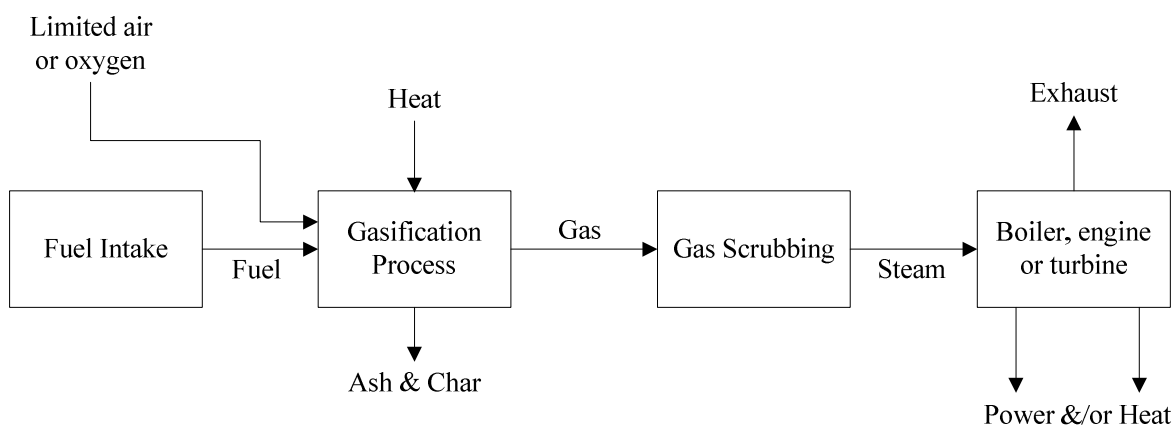 Limited air
or oxygen
Heat
Exhaust
Fuel Intake
Fuel
Gasification
Process
Gas
Gas Scrubbing
Steam
Boiler, engine
or turbine
Ash & Char
Power &/or Heat